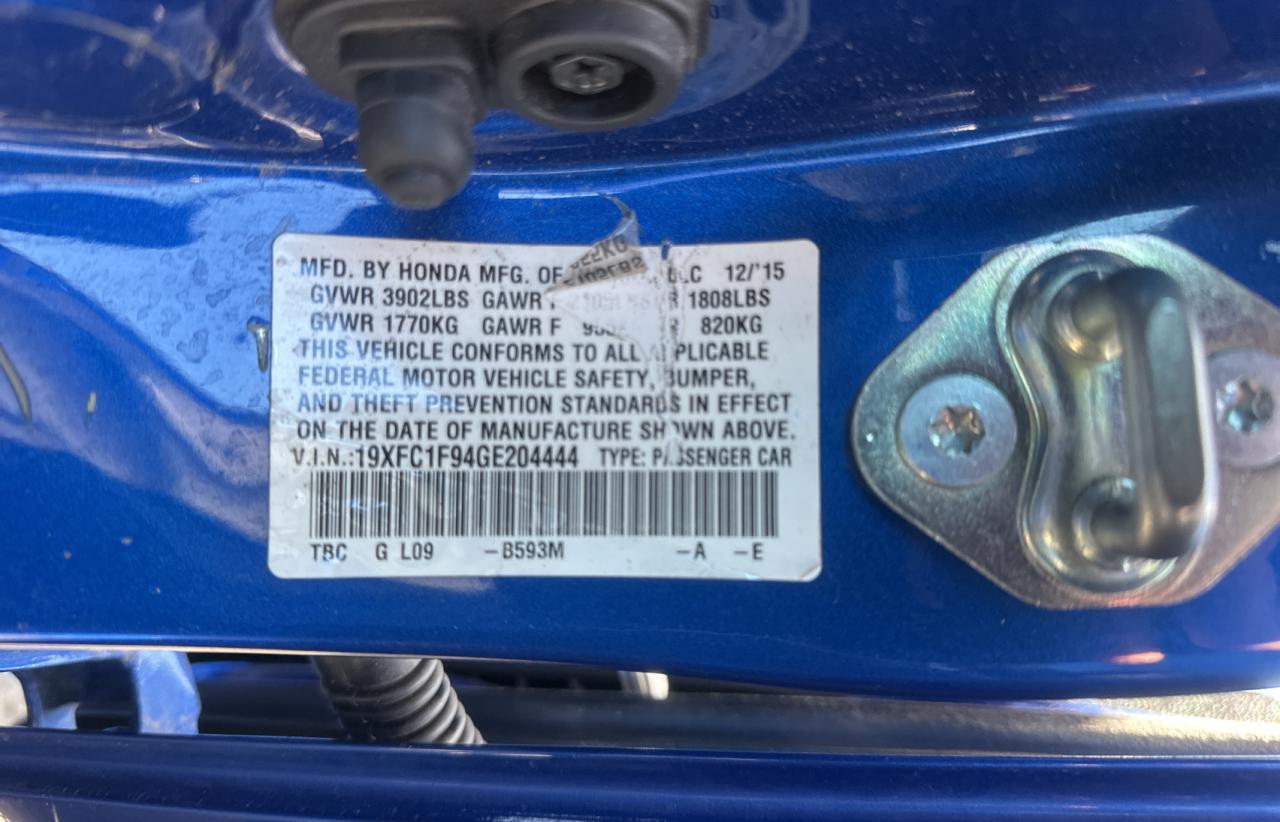 MFD. BY HONDA MFG. OF LLC 12/'15
GVWR 3902LBS GAWR F 1808LBS
GVWR 1770KG GAWR F 820KG
THIS VEHICLE CONFORMS TO ALL APPLICABLE
FEDERAL MOTOR VEHICLE SAFETY, BUMPER,
AND THEFT PREVENTION STANDARDS IN EFFECT
ON THE DATE OF MANUFACTURE SHOWN ABOVE.
V.I.N.:19XFC1F94GE204444 TYPE: PASSENGER CAR
TBC G L09 -B593M -A -E